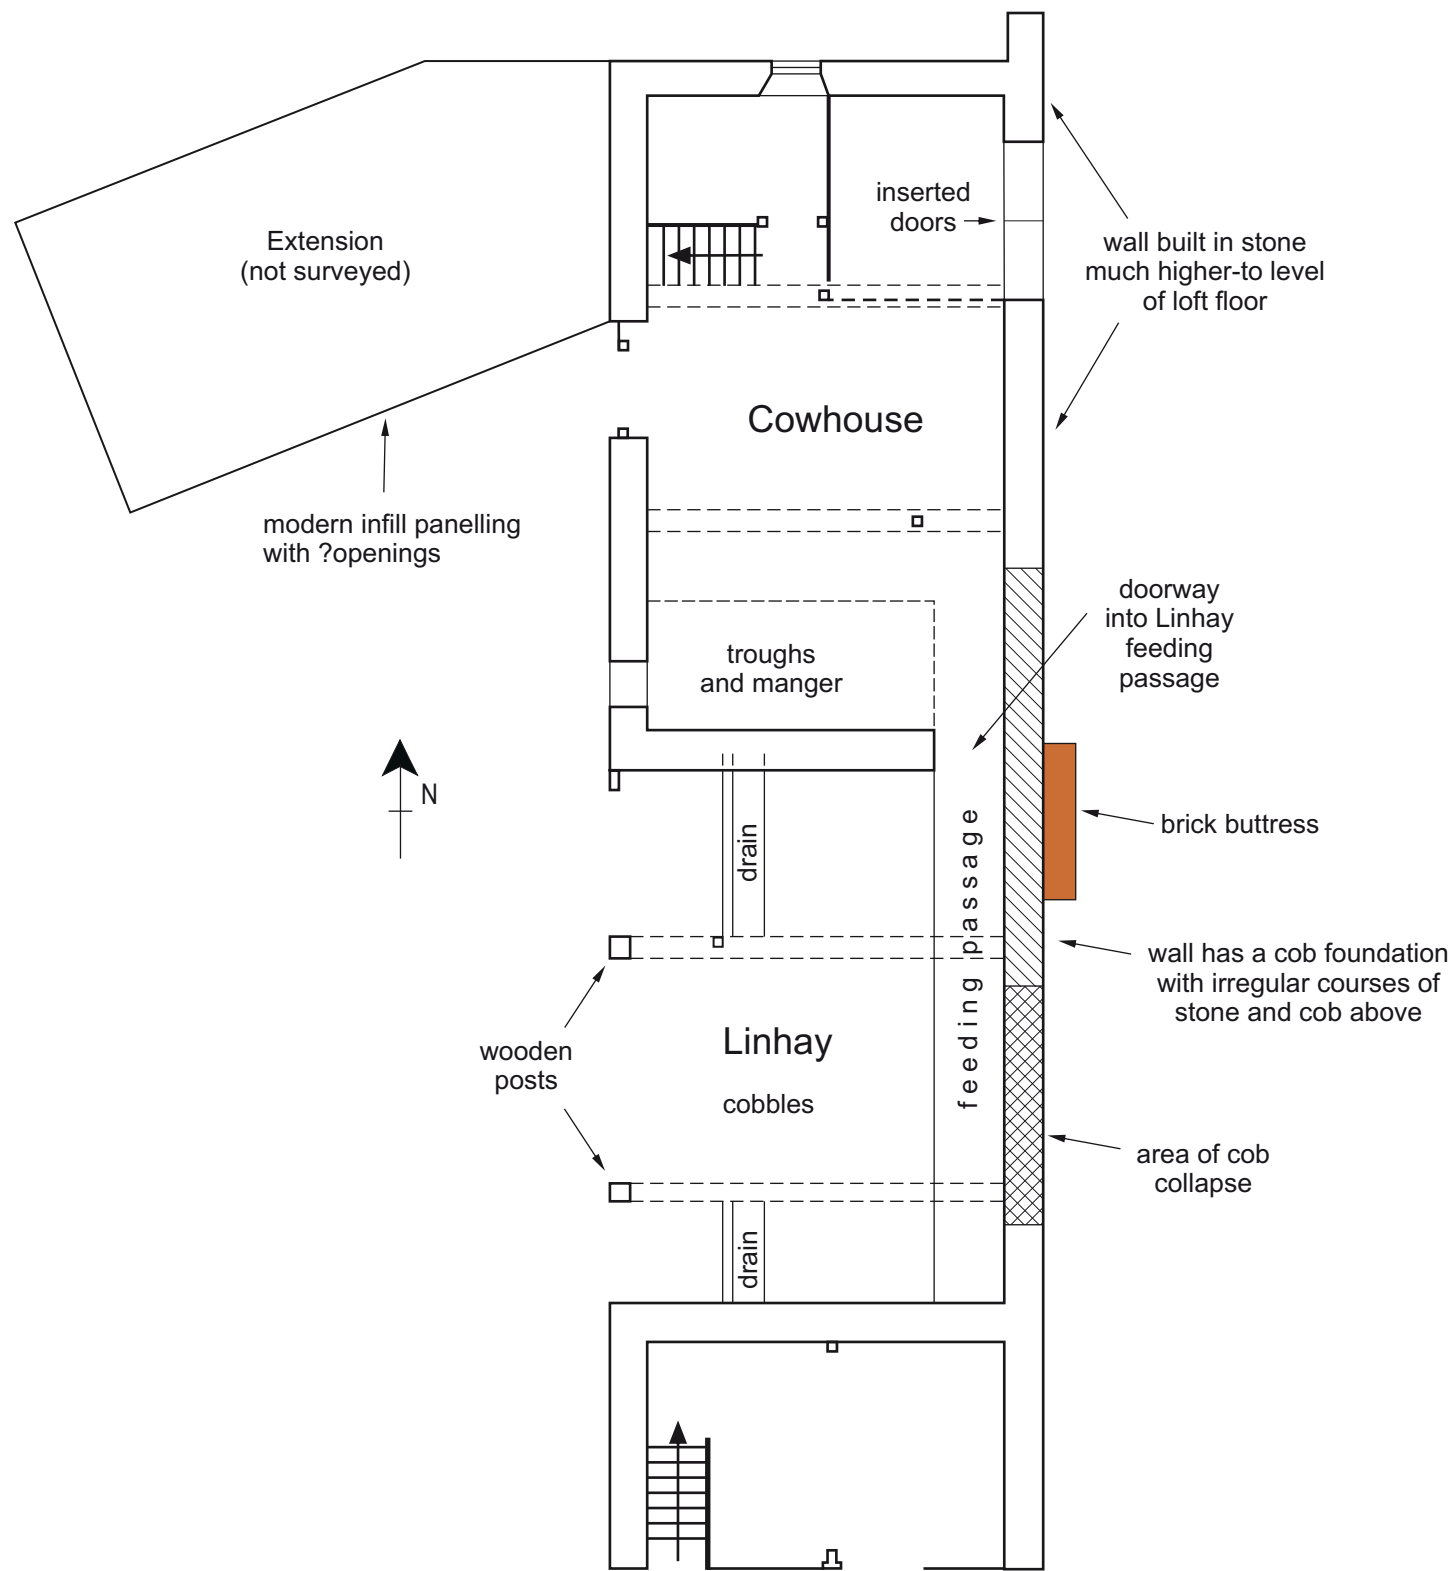 inserted
doors
Extension
(not surveyed)
wall built in stone
much higher-to level
of loft floor
Cowhouse
modern infill panelling
with ?openings
doorway
into Linhay
feeding
passage
troughs
and manger
N
drain
feeding passage
brick buttress
wall has a cob foundation
with irregular courses of
stone and cob above
Linhay
cobbles
wooden
posts
area of cob
collapse
drain